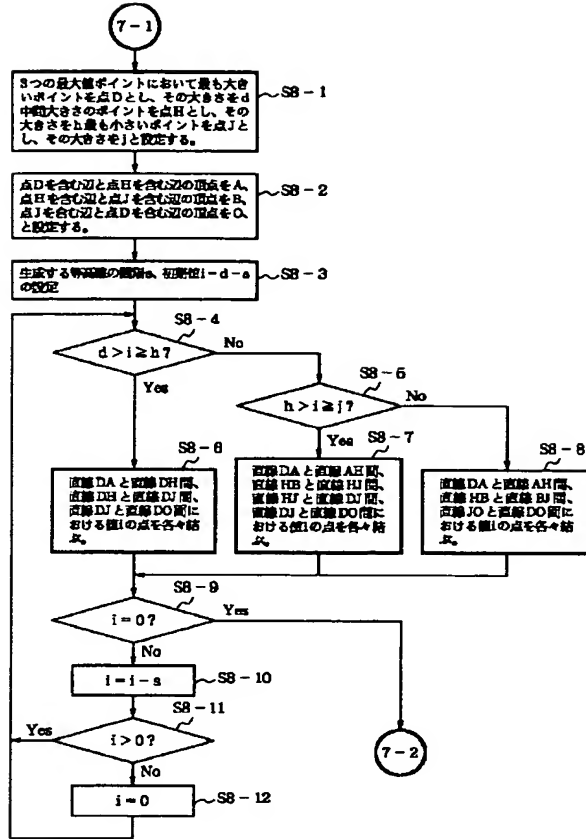 7-1
3つの最大値ポイントにおいて最も大き
いポイントを点Dとし、その大きさをd
中間大きさのポイントを点Hとし、その
大きさをh最も小さいポイントを点Jと
し、その大きさをjと設定する。
S8-1
点Dを含む辺と点Hを含む辺の頂点をA、
点Hを含む辺と点Jを含む辺の頂点をB、
点Jを含む辺と点Dを含む辺の頂点をO、
と設定する。
S8-2
生成する等高線の間隔s、初期値i=d-s
の設定
S8-3
S8-4
d>i≧h?
No
Yes
S8-5
h>i≧j?
No
Yes
S8-6
直線DAと直線DH間、
直線DHと直線DJ間、
直線DJと直線DO間に
おける値iの点を各々結
ぶ。
S8-7
直線DAと直線AH間、
直線HBと直線HJ間、
直線HJと直線DJ間、
直線DJと直線DO間に
おける値iの点を各々結
ぶ。
S8-8
直線DAと直線AH間、
直線HBと直線BJ間、
直線JOと直線DO間に
おける値iの点を各々結
ぶ。
S8-9
i=0?
Yes
No
i=i-s
S8-10
S8-11
Yes
i>0?
No
i=0
S8-12
7-2